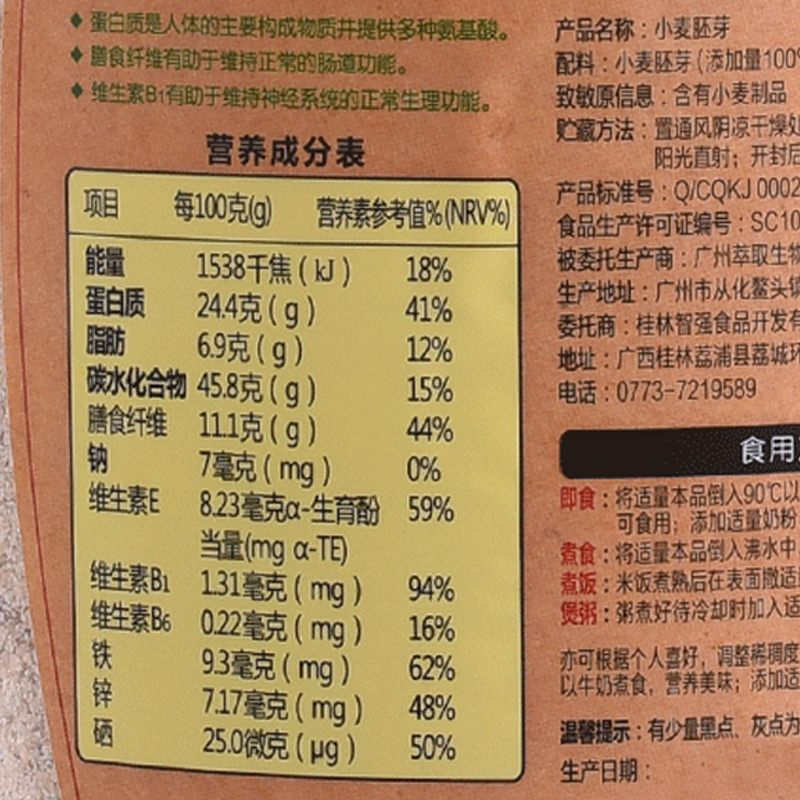 ◆ 蛋白质是人体的主要构成物质并提供多种氨基酸。
◆ 膳食纤维有助于维持正常的肠道功能。
◆ 维生素B1有助于维持神经系统的正常生理功能。
营养成分表
项目 每100克(g) 营养素参考值%(NRV%)
能量 1538千焦(kJ) 18%
蛋白质 24.4克(g) 41%
脂肪 6.9克(g) 12%
碳水化合物 45.8克(g) 15%
膳食纤维 11.1克(g) 44%
钠 7毫克(mg) 0%
维生素E 8.23毫克α-生育酚 59%
当量(mg α-TE)
维生素B1 1.31毫克(mg) 94%
维生素B6 0.22毫克(mg) 16%
铁 9.3毫克(mg) 62%
锌 7.17毫克(mg) 48%
硒 25.0微克(μg) 50%
产品名称：小麦胚芽
配料：小麦胚芽(添加量100%
致敏原信息：含有小麦制品
贮藏方法：置通风阴凉干燥处
阳光直射；开封后
产品标准号：Q/CQKJ 0002
食品生产许可证编号：SC10
被委托生产商：广州萃取生物
生产地址：广州市从化鳌头镇
委托商：桂林智强食品开发有
地址：广西桂林荔浦县荔城环
电话：0773-7219589
食用
即食：将适量本品倒入90℃以
可食用；添加适量奶粉
煮食：将适量本品倒入沸水中
煮饭：米饭煮熟后在表面撒适
煲粥：粥煮好待冷却时加入适
亦可根据个人喜好，调整稀稠度
以牛奶煮食，营养美味；添加适
温馨提示：有少量黑点、灰点为
生产日期：